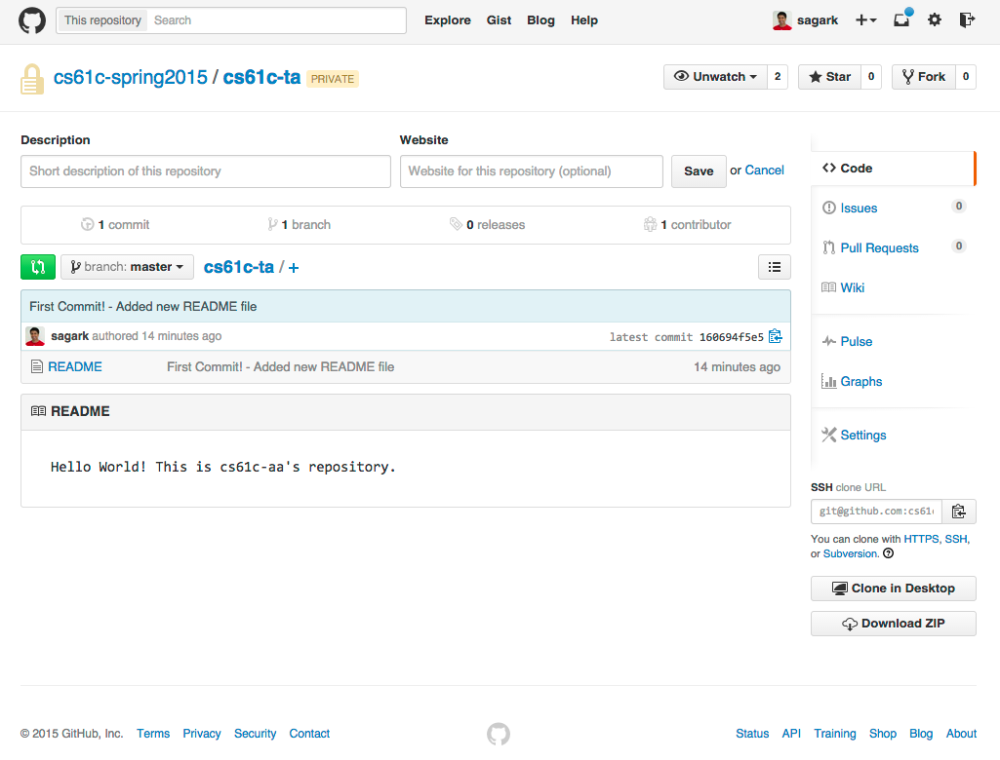 This repository Search Explore Gist Blog Help sagark
cs61c-spring2015 / cs61c-ta PRIVATE Unwatch 2 Star 0 Fork 0
Description Website
Short description of this repository Website for this repository (optional) Save or Cancel
1 commit 1 branch 0 releases 1 contributor
branch: master cs61c-ta / +
First Commit! - Added new README file
sagark authored 14 minutes ago latest commit 160694f5e5
README First Commit! - Added new README file 14 minutes ago
README
Hello World! This is cs61c-aa's repository.
Code
Issues 0
Pull Requests 0
Wiki
Pulse
Graphs
Settings
SSH clone URL
git@github.com:cs61
You can clone with HTTPS, SSH,
or Subversion.
Clone in Desktop
Download ZIP
© 2015 GitHub, Inc. Terms Privacy Security Contact Status API Training Shop Blog About